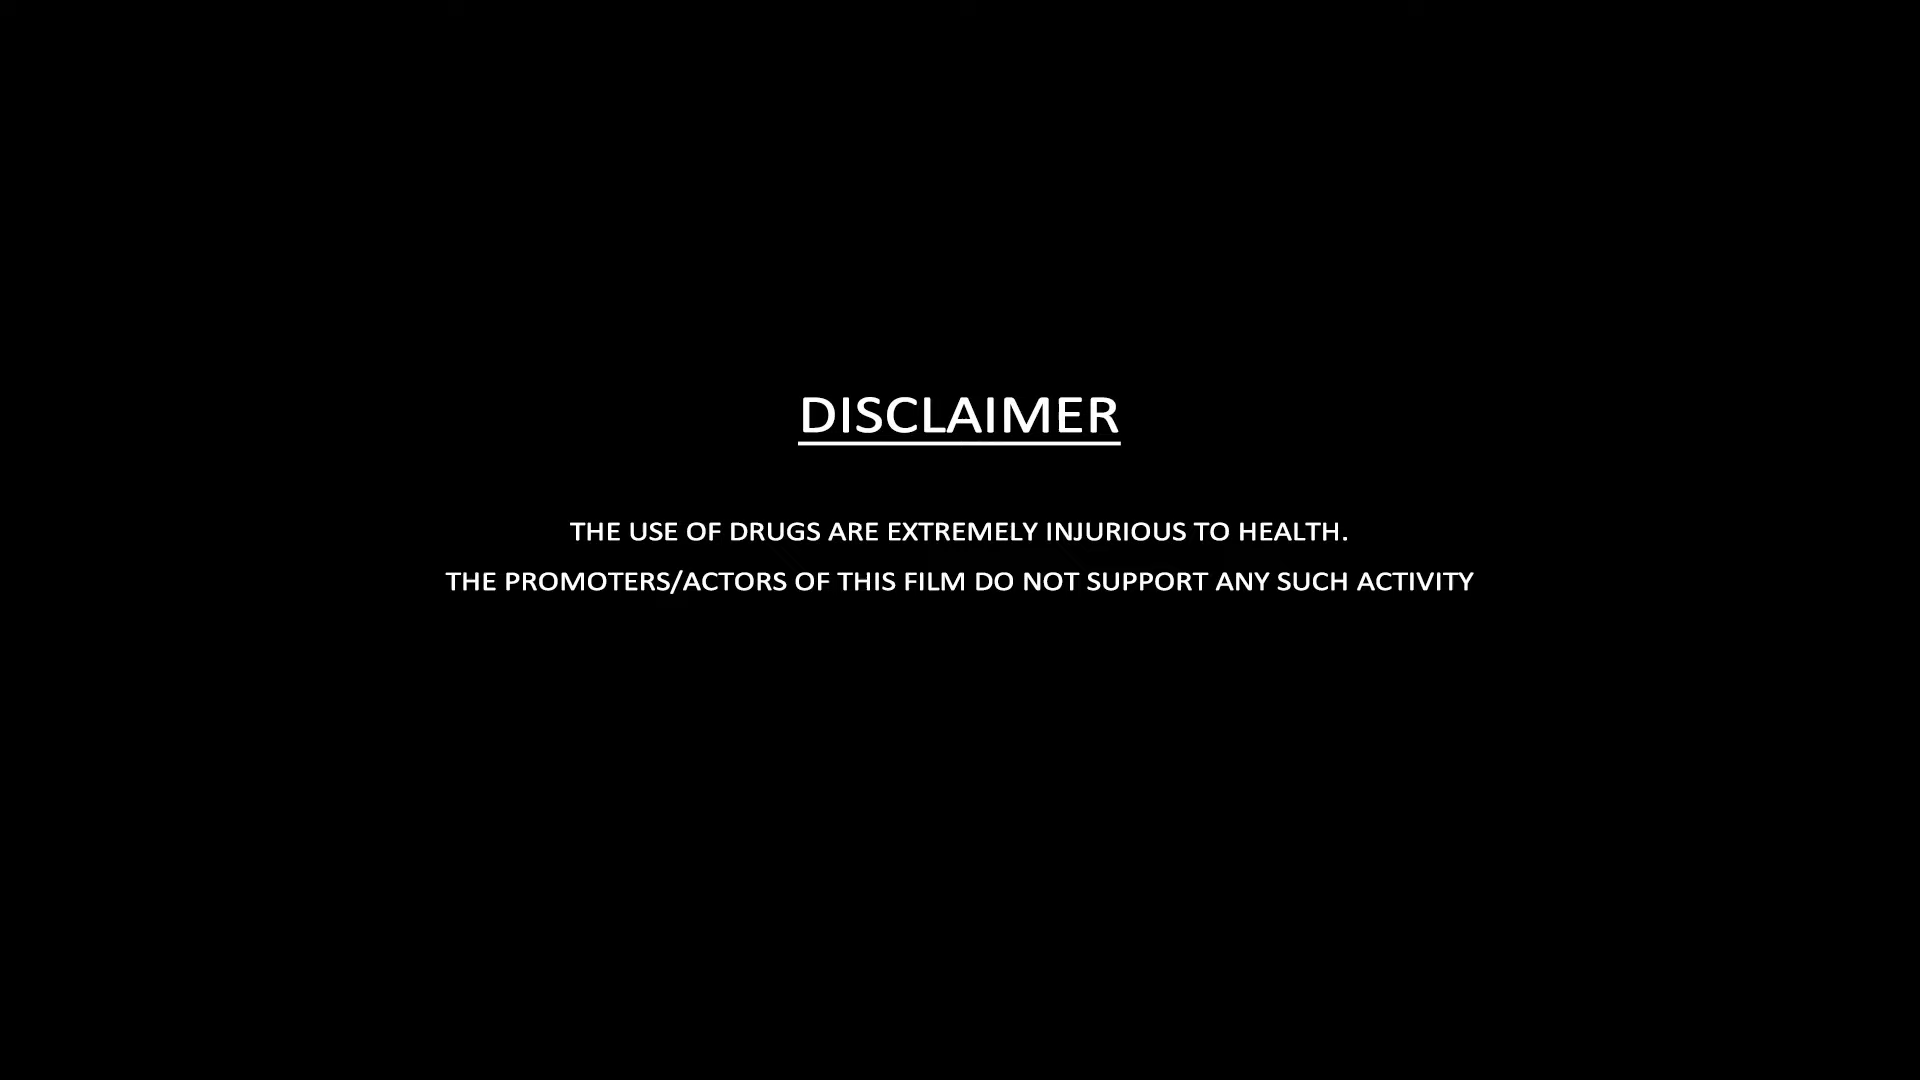 DISCLAIMER
THE USE OF DRUGS ARE EXTREMELY INJURIOUS TO HEALTH.
THE PROMOTERS/ACTORS OF THIS FILM DO NOT SUPPORT ANY SUCH ACTIVITY